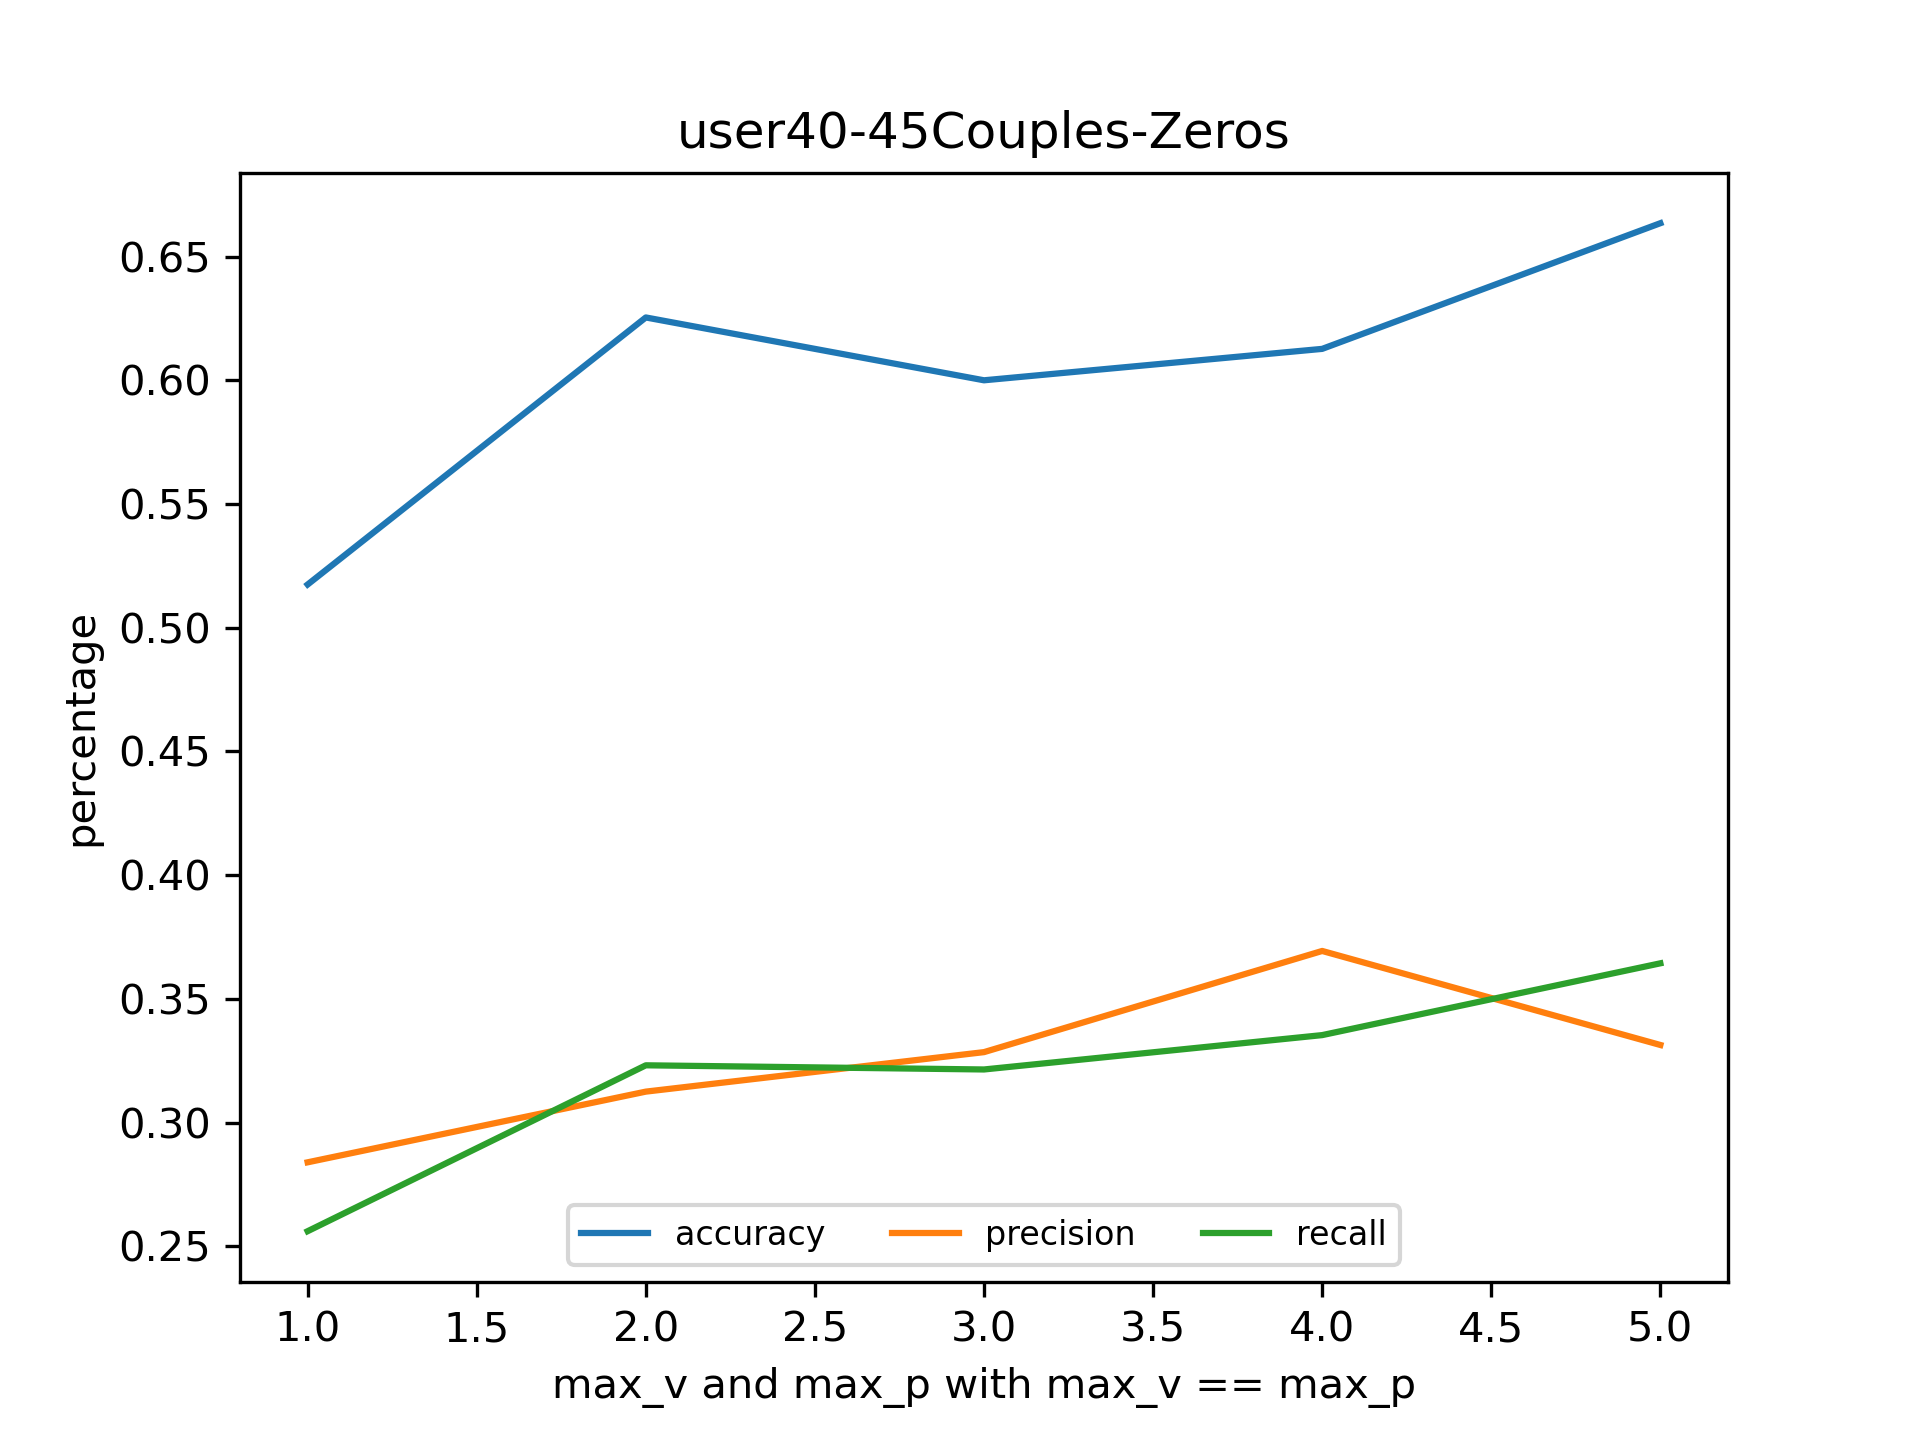 user40-45Couples-Zeros
0.65
0.60
0.55
0.50
0.45
0.40
0.35
0.30
0.25
percentage
accuracy precision recall
1.0 1.5 2.0 2.5 3.0 3.5 4.0 4.5 5.0
max_v and max_p with max_v == max_p